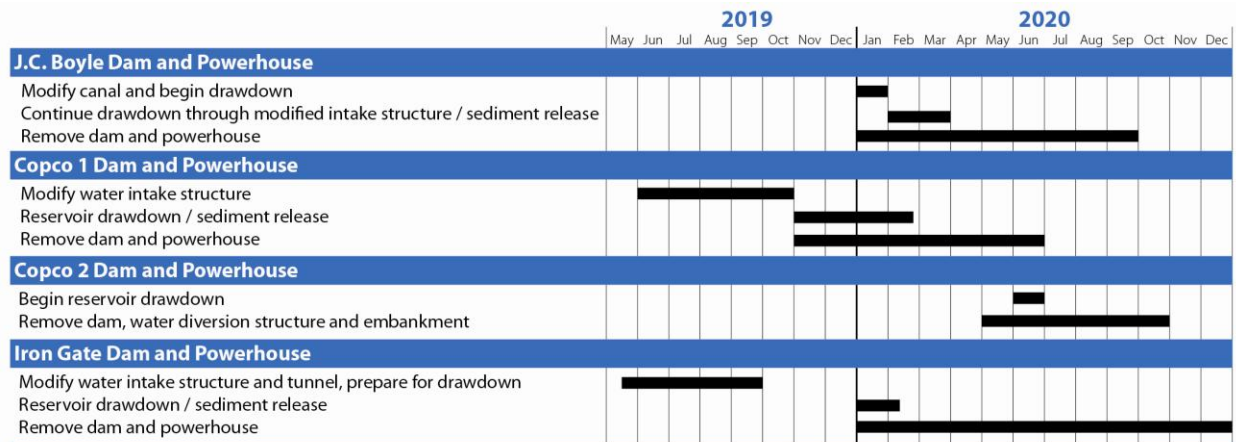 2019 2020
May Jun Jul Aug Sep Oct Nov Dec Jan Feb Mar Apr May Jun Jul Aug Sep Oct Nov Dec
J.C. Boyle Dam and Powerhouse
Modify canal and begin drawdown
Continue drawdown through modified intake structure / sediment release
Remove dam and powerhouse
Copco 1 Dam and Powerhouse
Modify water intake structure
Reservoir drawdown / sediment release
Remove dam and powerhouse
Copco 2 Dam and Powerhouse
Begin reservoir drawdown
Remove dam, water diversion structure and embankment
Iron Gate Dam and Powerhouse
Modify water intake structure and tunnel, prepare for drawdown
Reservoir drawdown / sediment release
Remove dam and powerhouse